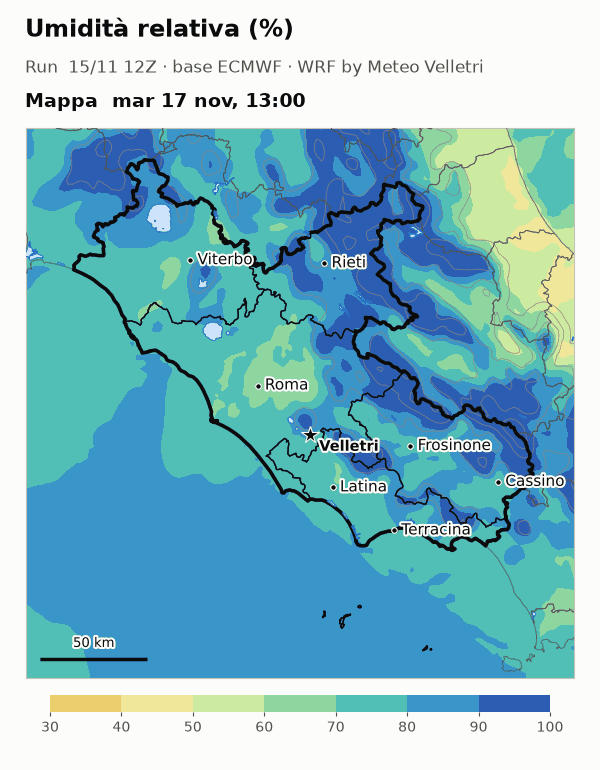 Umidità relativa (%)
Run  15/11 12Z · base ECMWF · WRF by Meteo Velletri
Mappa  mar 17 nov, 13:00
Viterbo
Rieti
Roma
Velletri
Frosinone
Cassino
Latina
Terracina
50 km
30 40 50 60 70 80 90 100